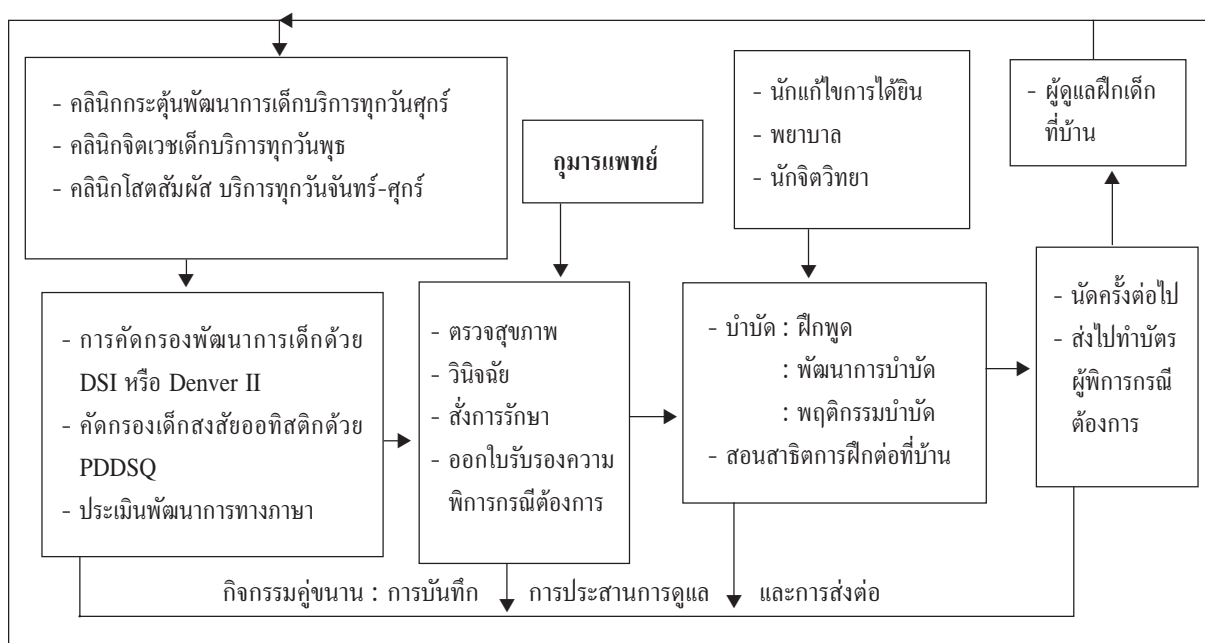 - คลินิกกระตุ้นพัฒนาการเด็กบริการทุกวันศุกร์
- คลินิกจิตเวชเด็กบริการทุกวันพุธ
- คลินิกโสตสัมผัส บริการทุกวันจันทร์-ศุกร์
กุมารแพทย์
- นักแก้ไขการได้ยิน
- พยาบาล
- นักจิตวิทยา
- ผู้ดูแลฝึกเด็ก
ที่บ้าน
- การคัดกรองพัฒนาการเด็กด้วย
DSI หรือ Denver II
- คัดกรองเด็กสงสัยออทิสติกด้วย
PDDSQ
- ประเมินพัฒนาการทางภาษา
- ตรวจสุขภาพ
- วินิจฉัย
- สั่งการรักษา
- ออกใบรับรองความ
พิการกรณีต้องการ
- บำบัด : ฝึกพูด
: พัฒนาการบำบัด
: พฤติกรรมบำบัด
- สอนสาธิตการฝึกต่อที่บ้าน
- นัดครั้งต่อไป
- ส่งไปทำบัตร
ผู้พิการกรณี
ต้องการ
กิจกรรมคู่ขนาน : การบันทึก การประสานการดูแล และการส่งต่อ